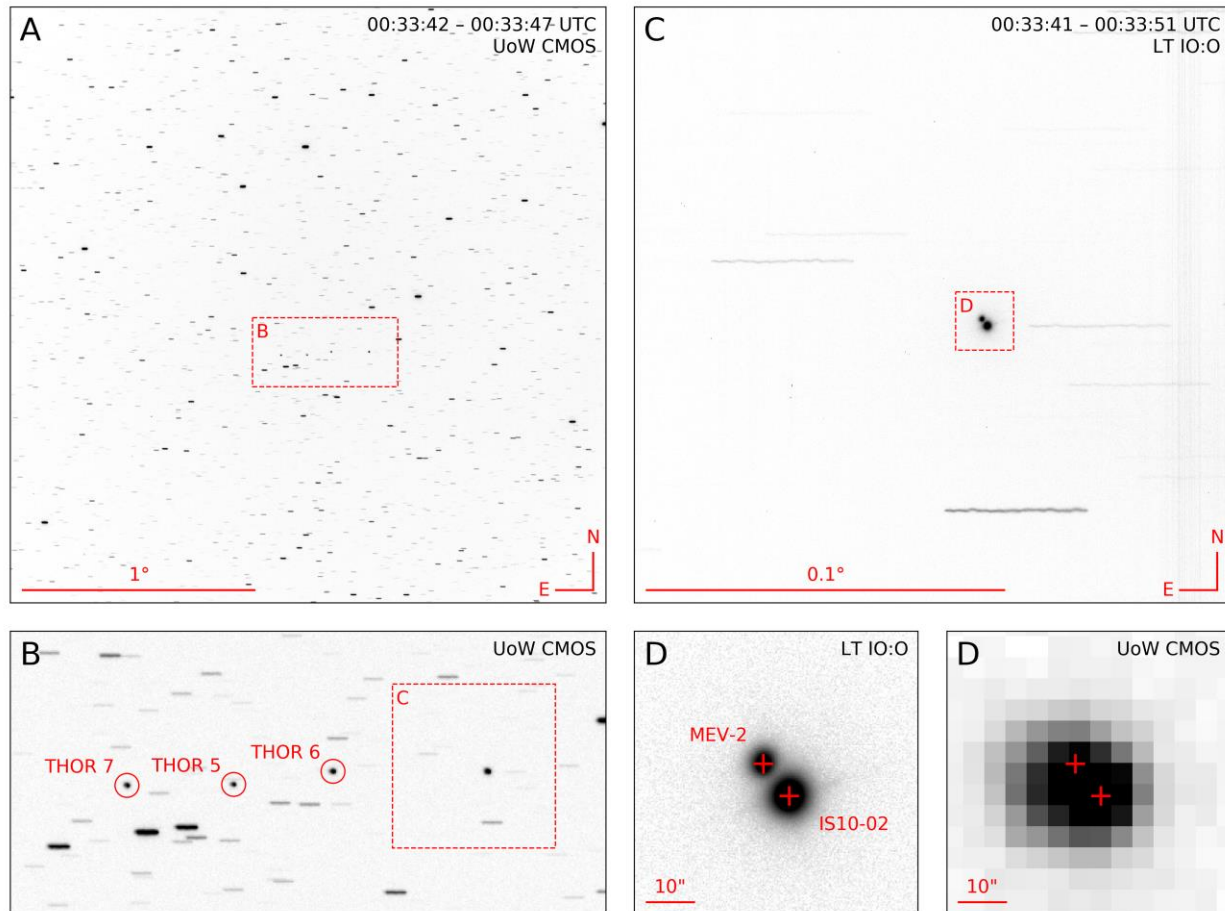 A
00:33:42 – 00:33:47 UTC
UoW CMOS
B
1°
N
E
C
00:33:41 – 00:33:51 UTC
LT IO:O
D
0.1°
N
E
B
UoW CMOS
C
THOR 7
THOR 5
THOR 6
D
LT IO:O
MEV-2
IS10-02
10"
D
UoW CMOS
10"